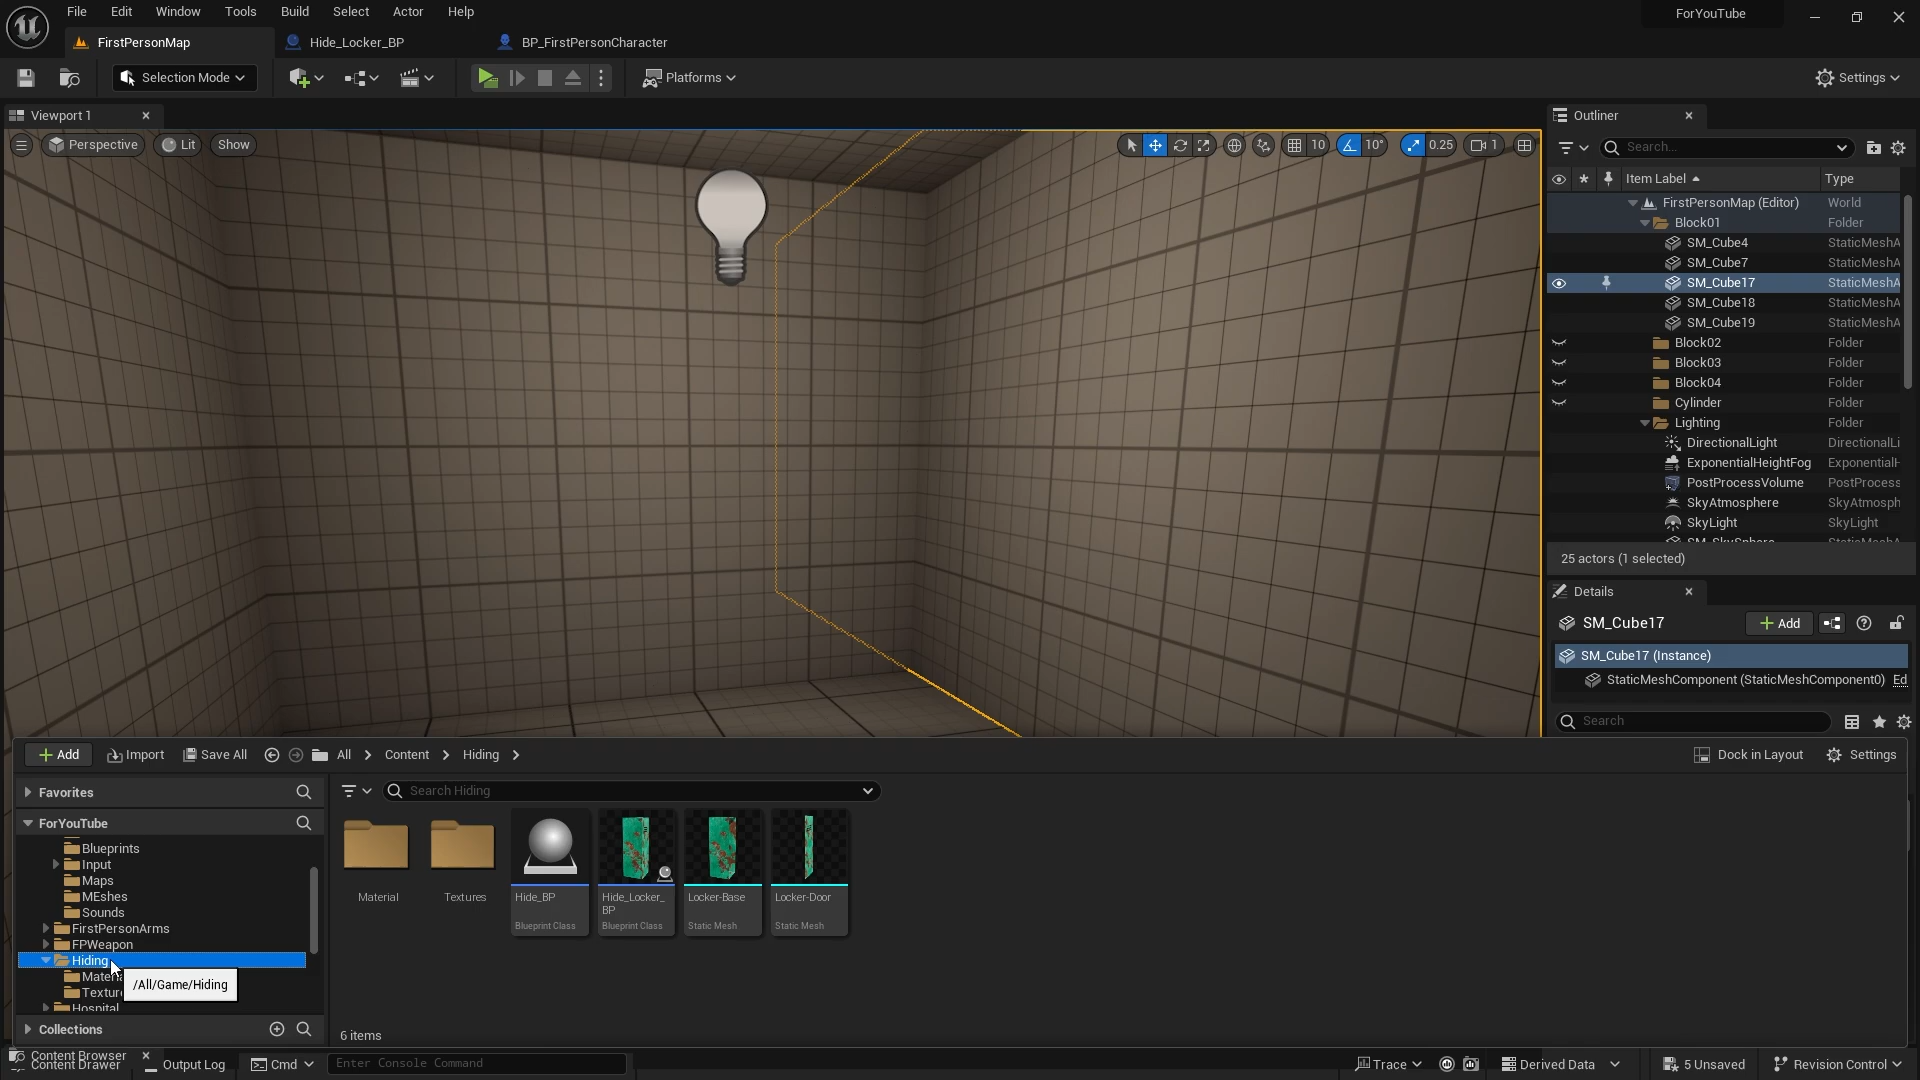 File Edit Window Tools Build Select Actor Help
ForYouTube
FirstPersonMap Hide_Locker_BP BP_FirstPersonCharacter
Selection Mode Platforms Settings
Viewport 1
Perspective Lit Show 10 10° 0.25 1
Outliner
Search...
Item Label Type
FirstPersonMap (Editor) World
Block01 Folder
SM_Cube4 StaticMeshA
SM_Cube7 StaticMeshA
SM_Cube17 StaticMeshA
SM_Cube18 StaticMeshA
SM_Cube19 StaticMeshA
Block02 Folder
Block03 Folder
Block04 Folder
Cylinder Folder
Lighting Folder
DirectionalLight DirectionalLi
ExponentialHeightFog ExponentialH
PostProcessVolume PostProcess
SkyAtmosphere SkyAtmosph
SkyLight SkyLight
25 actors (1 selected)
Details
SM_Cube17 Add
SM_Cube17 (Instance)
StaticMeshComponent (StaticMeshComponent0) Ed
Search
Add Import Save All All Content Hiding Dock in Layout Settings
Favorites
Search Hiding
ForYouTube
Blueprints
Input
Maps
MEshes
Sounds
FirstPersonArms
FPWeapon
Hiding
Materi
Textur
Hospital
/All/Game/Hiding
Collections
Material
Textures
Hide_BP
Blueprint Class
Hide_Locker_
BP
Blueprint Class
Locker-Base
Static Mesh
Locker-Door
Static Mesh
6 items
Content Browser
Content Drawer Output Log Cmd Enter Console Command Trace Derived Data 5 Unsaved Revision Control